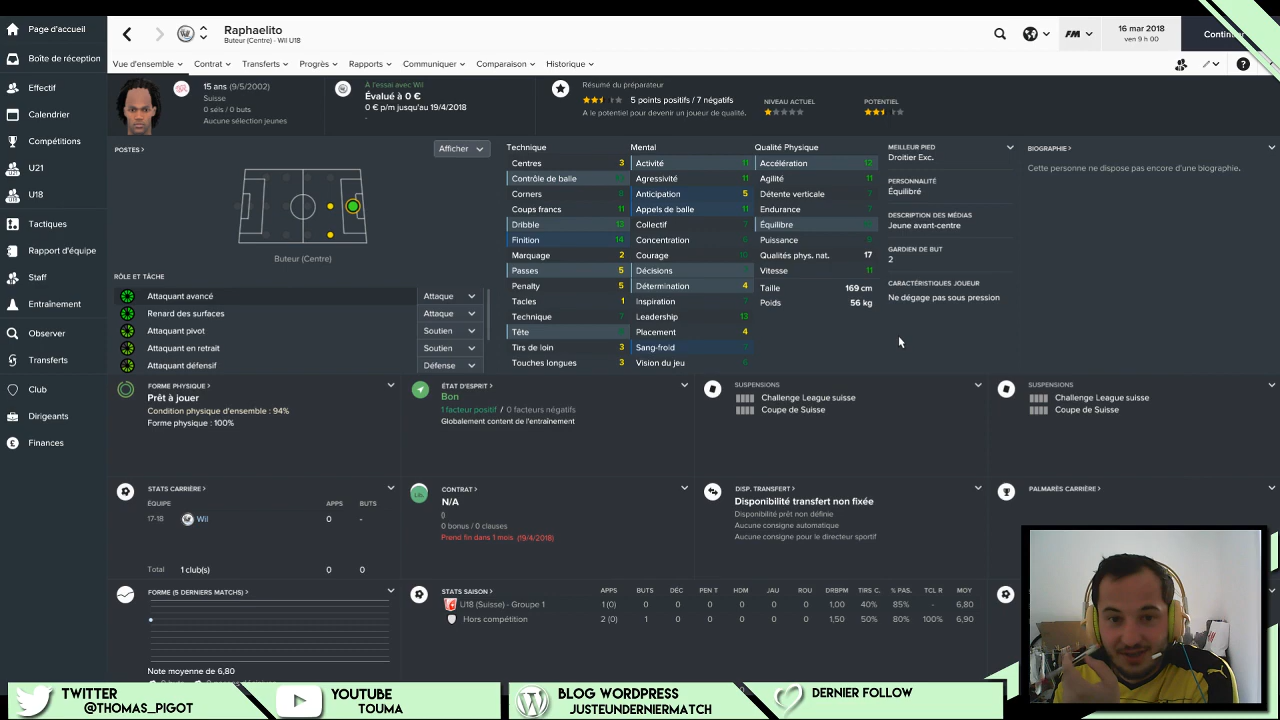 Page d'accueil
Boîte de réception
Effectif
Calendrier
Compétitions
U21
U18
Tactiques
Rapport d'équipe
Staff
Entraînement
Observer
Transferts
Club
Dirigeants
Finances
Raphaelito
Buteur (Centre) - Wil U18
FM
16 mar 2018
ven 9 h 00
Vue d'ensemble
Contrat
Transferts
Progrès
Rapports
Communiquer
Comparaison
Historique
15 ans (9/5/2002)
Suisse
0 séls / 0 buts
Aucune sélection jeunes
A l'essai avec Wil
Évalué à 0 €
0 € p/m jusqu'au 19/4/2018
-
Résumé du préparateur
5 points positifs / 7 négatifs
A le potentiel pour devenir un joueur de qualité.
NIVEAU ACTUEL
POTENTIEL
POSTES >
Afficher
Buteur (Centre)
RÔLE ET TÂCHE
Attaquant avancé Attaque
Renard des surfaces Attaque
Attaquant pivot Soutien
Attaquant en retrait Soutien
Attaquant défensif Défense
Technique
Centres 3
Contrôle de balle
Corners
Coups francs 11
Dribble 13
Finition 14
Marquage 2
Passes 5
Penalty 5
Tacles 1
Technique 7
Tête
Tirs de loin 3
Touches longues 3
Mental
Activité 11
Agressivité 11
Anticipation 5
Appels de balle 11
Collectif 7
Concentration
Courage 10
Décisions
Détermination 4
Inspiration 7
Leadership 13
Placement 4
Sang-froid 7
Vision du jeu
Qualité Physique
Accélération 12
Agilité 11
Détente verticale 7
Endurance 7
Équilibre
Puissance
Qualités phys. nat. 17
Vitesse 11
Taille 169 cm
Poids 56 kg
MEILLEUR PIED
Droitier Exc.
PERSONNALITÉ
Équilibré
DESCRIPTION DES MÉDIAS
Jeune avant-centre
GARDIEN DE BUT
2
CARACTÉRISTIQUES JOUEUR
Ne dégage pas sous pression
BIOGRAPHIE >
Cette personne ne dispose pas encore d'une biographie.
FORME PHYSIQUE >
Prêt à jouer
Condition physique d'ensemble : 94%
Forme physique : 100%
ÉTAT D'ESPRIT >
Bon
1 facteur positif / 0 facteurs négatifs
Globalement content de l'entraînement
SUSPENSIONS
Challenge League suisse
Coupe de Suisse
SUSPENSIONS
Challenge League suisse
Coupe de Suisse
STATS CARRIÈRE >
ÉQUIPE APPS BUTS
17-18 Wil 0 -
Total 1 club(s) 0 0
CONTRAT >
N/A
()
0 bonus / 0 clauses
Prend fin dans 1 mois (19/4/2018)
DISP. TRANSFERT >
Disponibilité transfert non fixée
Disponibilité prêt non définie
Aucune consigne automatique
Aucune consigne pour le directeur sportif
PALMARÈS CARRIÈRE >
FORME (5 DERNIERS MATCHS) >
Note moyenne de 6,80
STATS SAISON > APPS BUTS DÉC PEN T HDM JAU ROU DRBPM TIRS C. % PAS. TCL R MOY
U18 (Suisse) - Groupe 1 1 (0) 0 0 0 0 0 0 1,00 40% 85% - 6,80
Hors compétition 2 (0) 1 0 0 0 0 0 1,50 50% 80% 100% 6,90
TWITTER
@THOMAS_PIGOT
YOUTUBE
TOUMA
BLOG WORDPRESS
JUSTEUNDERNIERMATCH
DERNIER FOLLOW